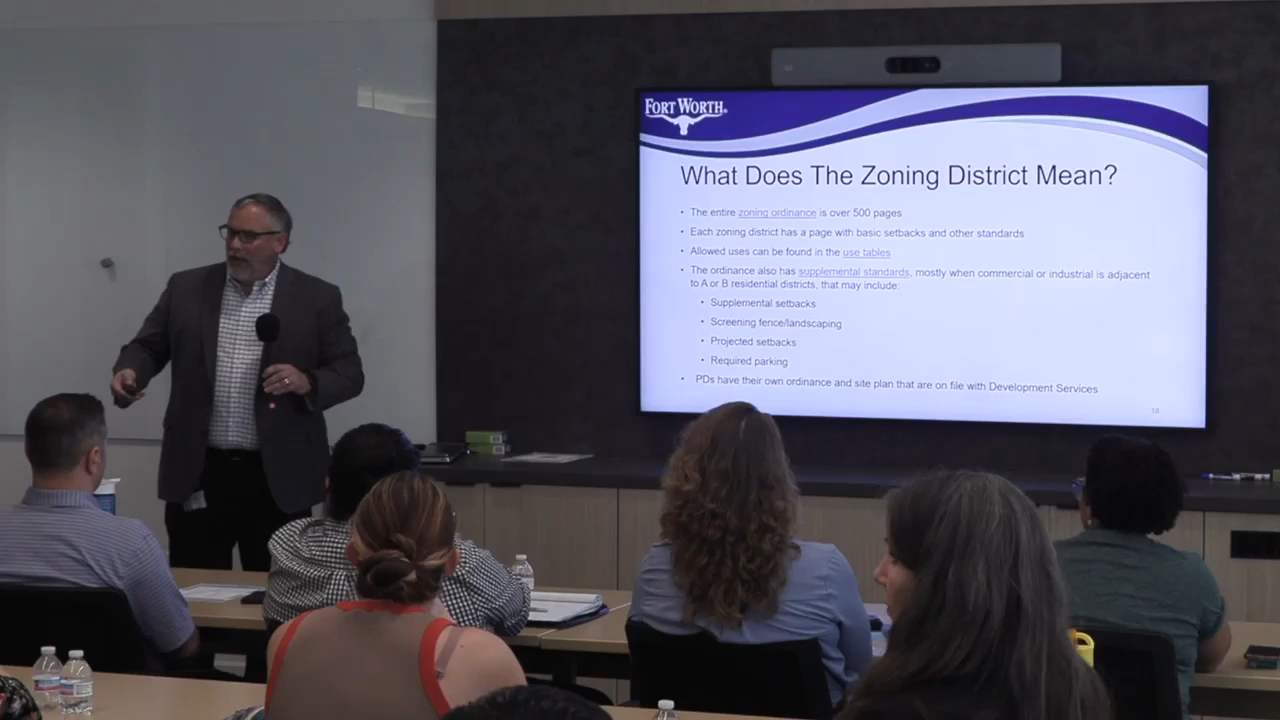 FORT WORTH®
What Does The Zoning District Mean?
• The entire zoning ordinance is over 500 pages
• Each zoning district has a page with basic setbacks and other standards
• Allowed uses can be found in the use tables
• The ordinance also has supplemental standards, mostly when commercial or industrial is adjacent
to A or B residential districts, that may include:
• Supplemental setbacks
• Screening fence/landscaping
• Projected setbacks
• Required parking
• PDs have their own ordinance and site plan that are on file with Development Services
18